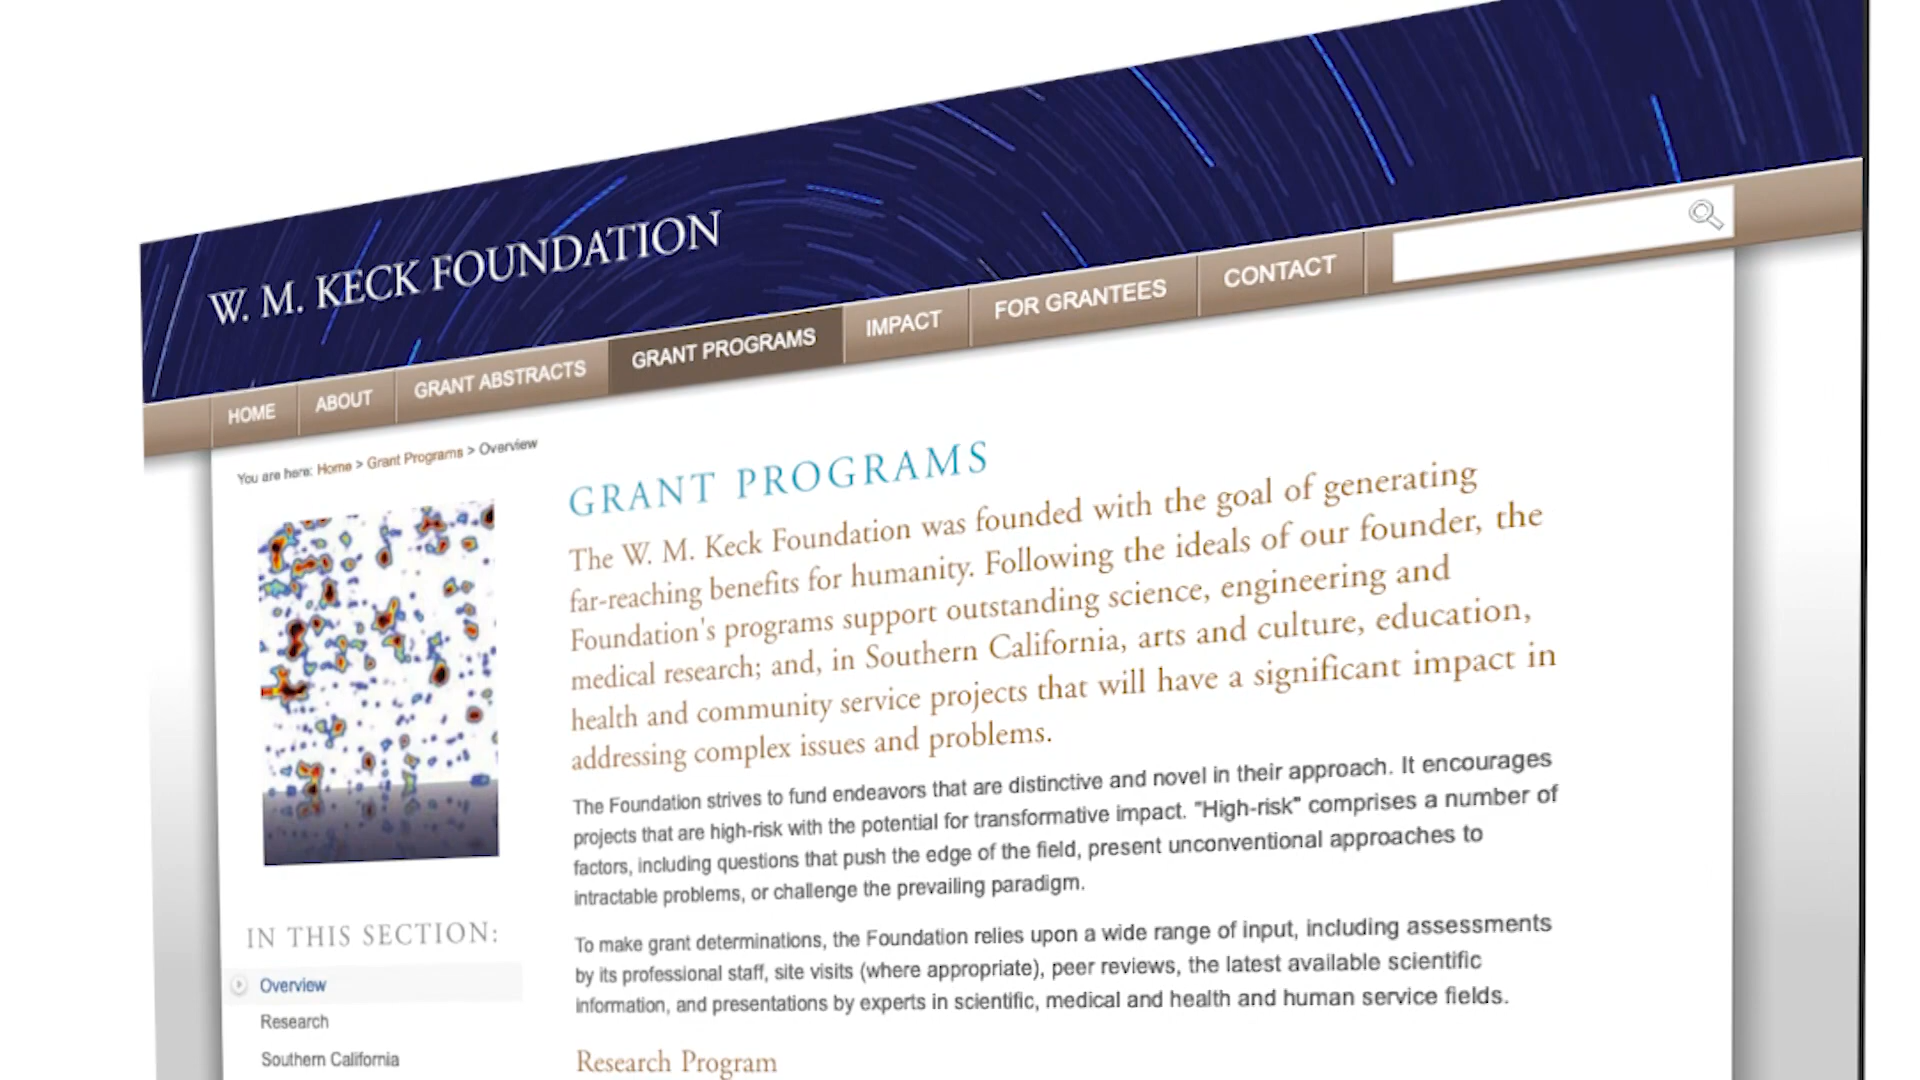 W. M. KECK FOUNDATION
HOME ABOUT GRANT ABSTRACTS GRANT PROGRAMS IMPACT FOR GRANTEES CONTACT
You are here: Home > Grant Programs > Overview
GRANT PROGRAMS
The W. M. Keck Foundation was founded with the goal of generating
far-reaching benefits for humanity. Following the ideals of our founder, the
Foundation's programs support outstanding science, engineering and
medical research; and, in Southern California, arts and culture, education,
health and community service projects that will have a significant impact in
addressing complex issues and problems.
The Foundation strives to fund endeavors that are distinctive and novel in their approach. It encourages
projects that are high-risk with the potential for transformative impact. "High-risk" comprises a number of
factors, including questions that push the edge of the field, present unconventional approaches to
intractable problems, or challenge the prevailing paradigm.
To make grant determinations, the Foundation relies upon a wide range of input, including assessments
by its professional staff, site visits (where appropriate), peer reviews, the latest available scientific
information, and presentations by experts in scientific, medical and health and human service fields.
Research Program
IN THIS SECTION:
Overview
Research
Southern California